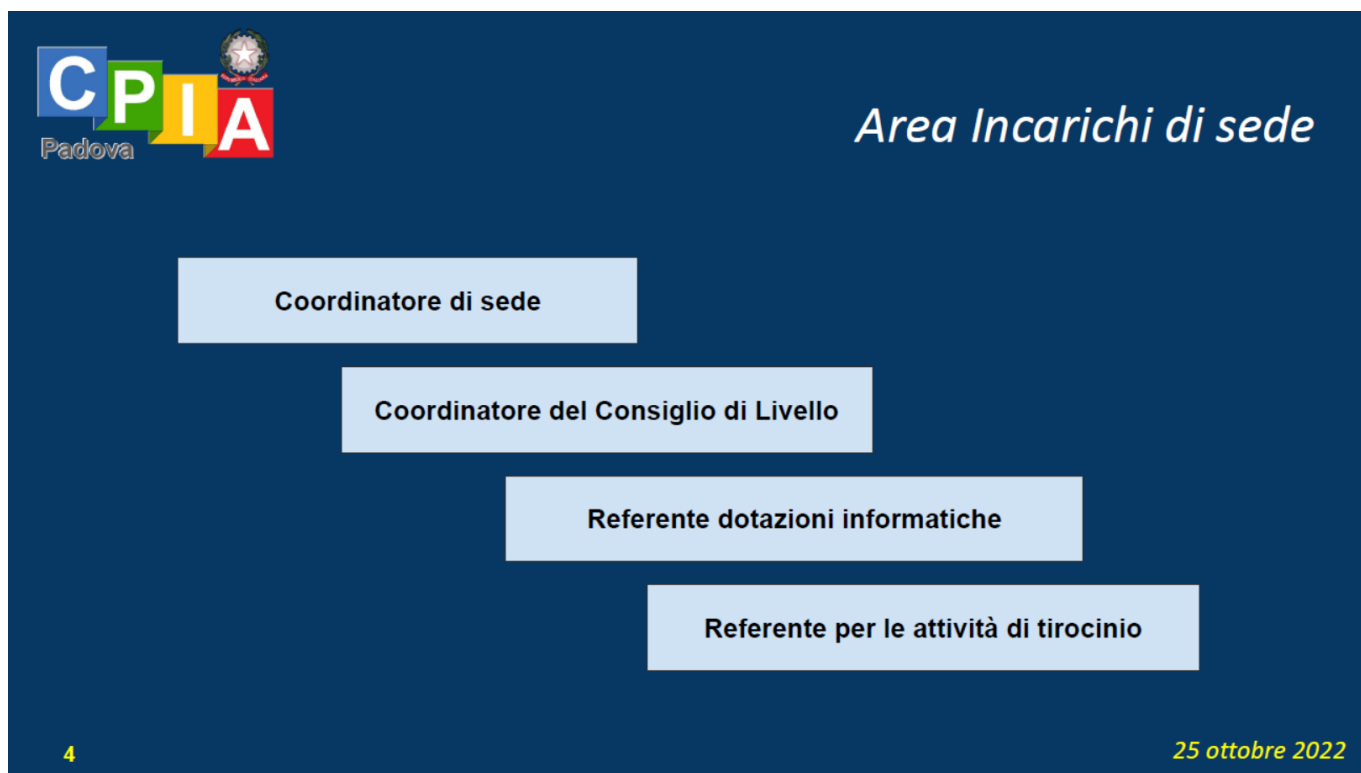 CPIA
Padova
Area Incarichi di sede
Coordinatore di sede
Coordinatore del Consiglio di Livello
Referente dotazioni informatiche
Referente per le attività di tirocinio
4
25 ottobre 2022